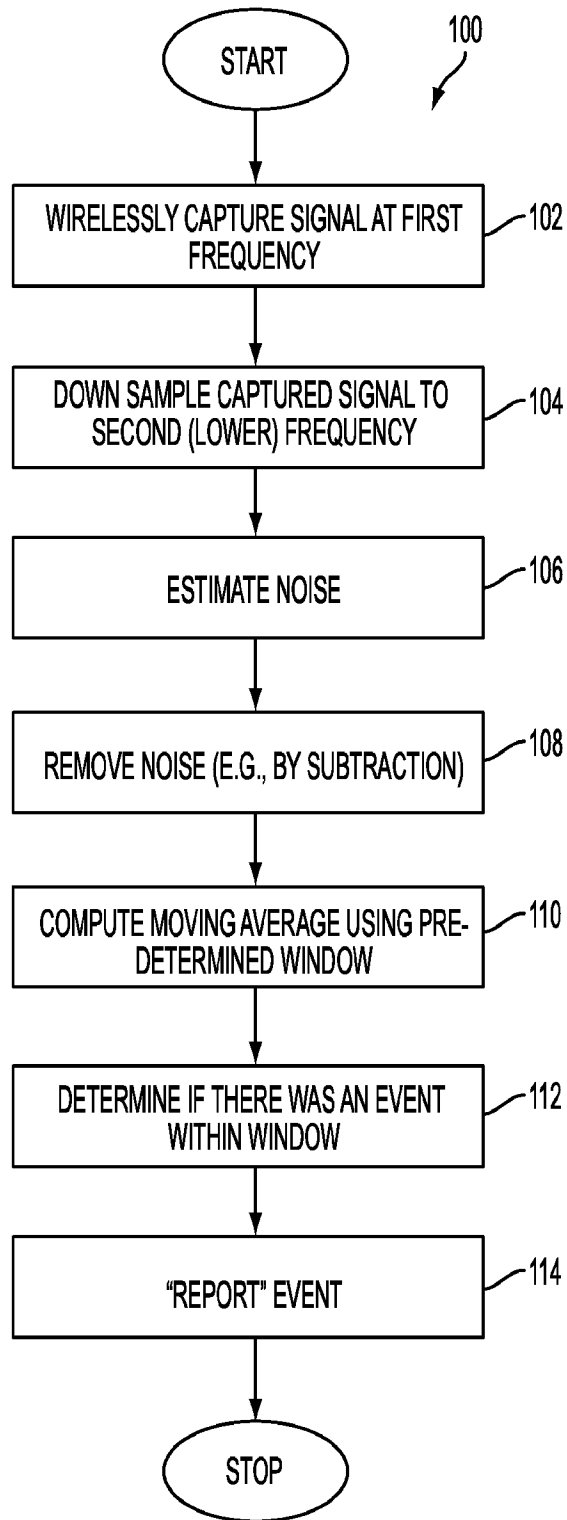 START
100
WIRELESSLY CAPTURE SIGNAL AT FIRST
FREQUENCY
102
DOWN SAMPLE CAPTURED SIGNAL TO
SECOND (LOWER) FREQUENCY
104
ESTIMATE NOISE
106
REMOVE NOISE (E.G., BY SUBTRACTION)
108
COMPUTE MOVING AVERAGE USING PRE-
DETERMINED WINDOW
110
DETERMINE IF THERE WAS AN EVENT
WITHIN WINDOW
112
“REPORT” EVENT
114
STOP